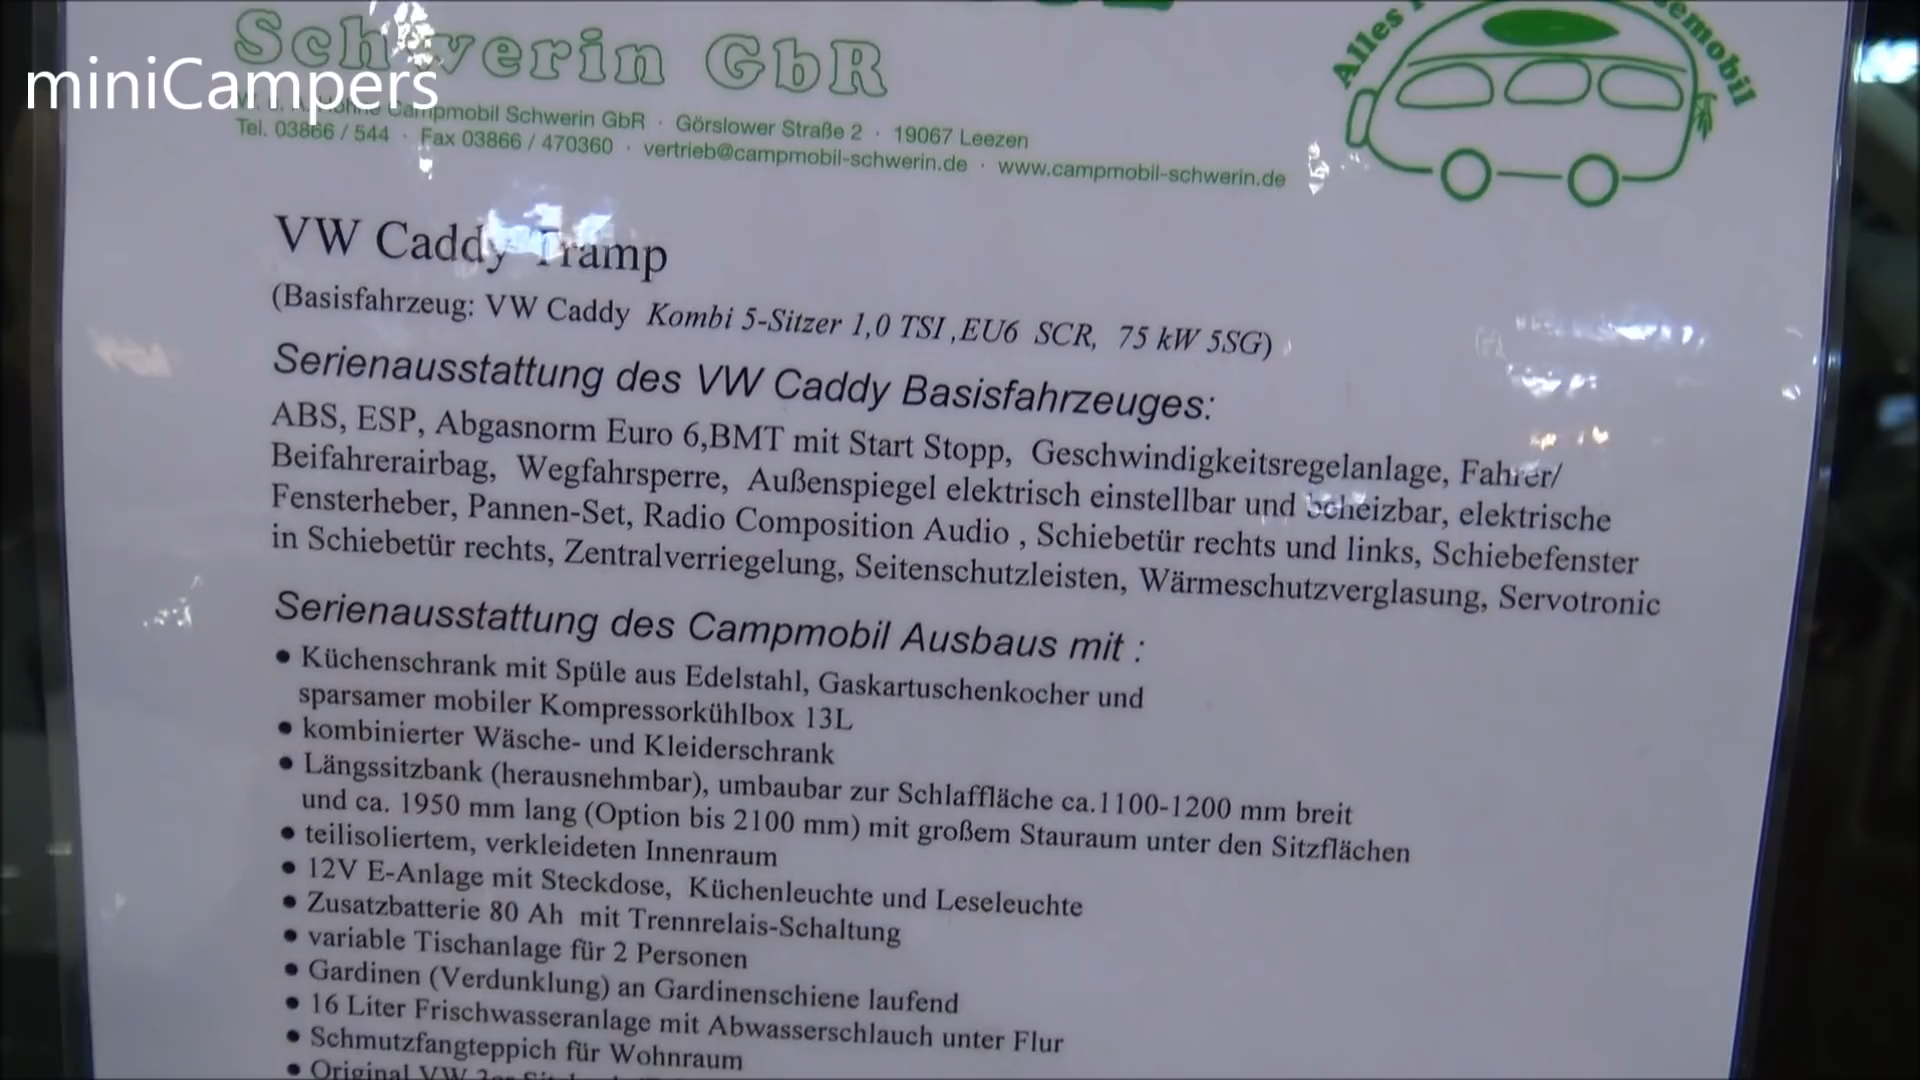 miniCampers
Schwerin GbR
Alles
Campmobil Schwerin GbR · Görslower Straße 2 · 19067 Leezen
Tel. 03866 / 544 · Fax 03866 / 470360 · vertrieb@campmobil-schwerin.de · www.campmobil-schwerin.de
VW Caddy Tramp
(Basisfahrzeug: VW Caddy Kombi 5-Sitzer 1,0 TSI ,EU6 SCR, 75 kW 5SG)
Serienausstattung des VW Caddy Basisfahrzeuges:
ABS, ESP, Abgasnorm Euro 6,BMT mit Start Stopp, Geschwindigkeitsregelanlage, Fahrer/
Beifahrerairbag, Wegfahrsperre, Außenspiegel elektrisch einstellbar und beheizbar, elektrische
Fensterheber, Pannen-Set, Radio Composition Audio , Schiebetür rechts und links, Schiebefenster
in Schiebetür rechts, Zentralverriegelung, Seitenschutzleisten, Wärmeschutzverglasung, Servotronic
Serienausstattung des Campmobil Ausbaus mit :
• Küchenschrank mit Spüle aus Edelstahl, Gaskartuschenkocher und
sparsamer mobiler Kompressorkühlbox 13L
• kombinierter Wäsche- und Kleiderschrank
• Längssitzbank (herausnehmbar), umbaubar zur Schlaffläche ca.1100-1200 mm breit
und ca. 1950 mm lang (Option bis 2100 mm) mit großem Stauraum unter den Sitzflächen
• teilisoliertem, verkleideten Innenraum
• 12V E-Anlage mit Steckdose, Küchenleuchte und Leseleuchte
• Zusatzbatterie 80 Ah mit Trennrelais-Schaltung
• variable Tischanlage für 2 Personen
• Gardinen (Verdunklung) an Gardinenschiene laufend
• 16 Liter Frischwasseranlage mit Abwasserschlauch unter Flur
• Schmutzfangteppich für Wohnraum
• Original VW